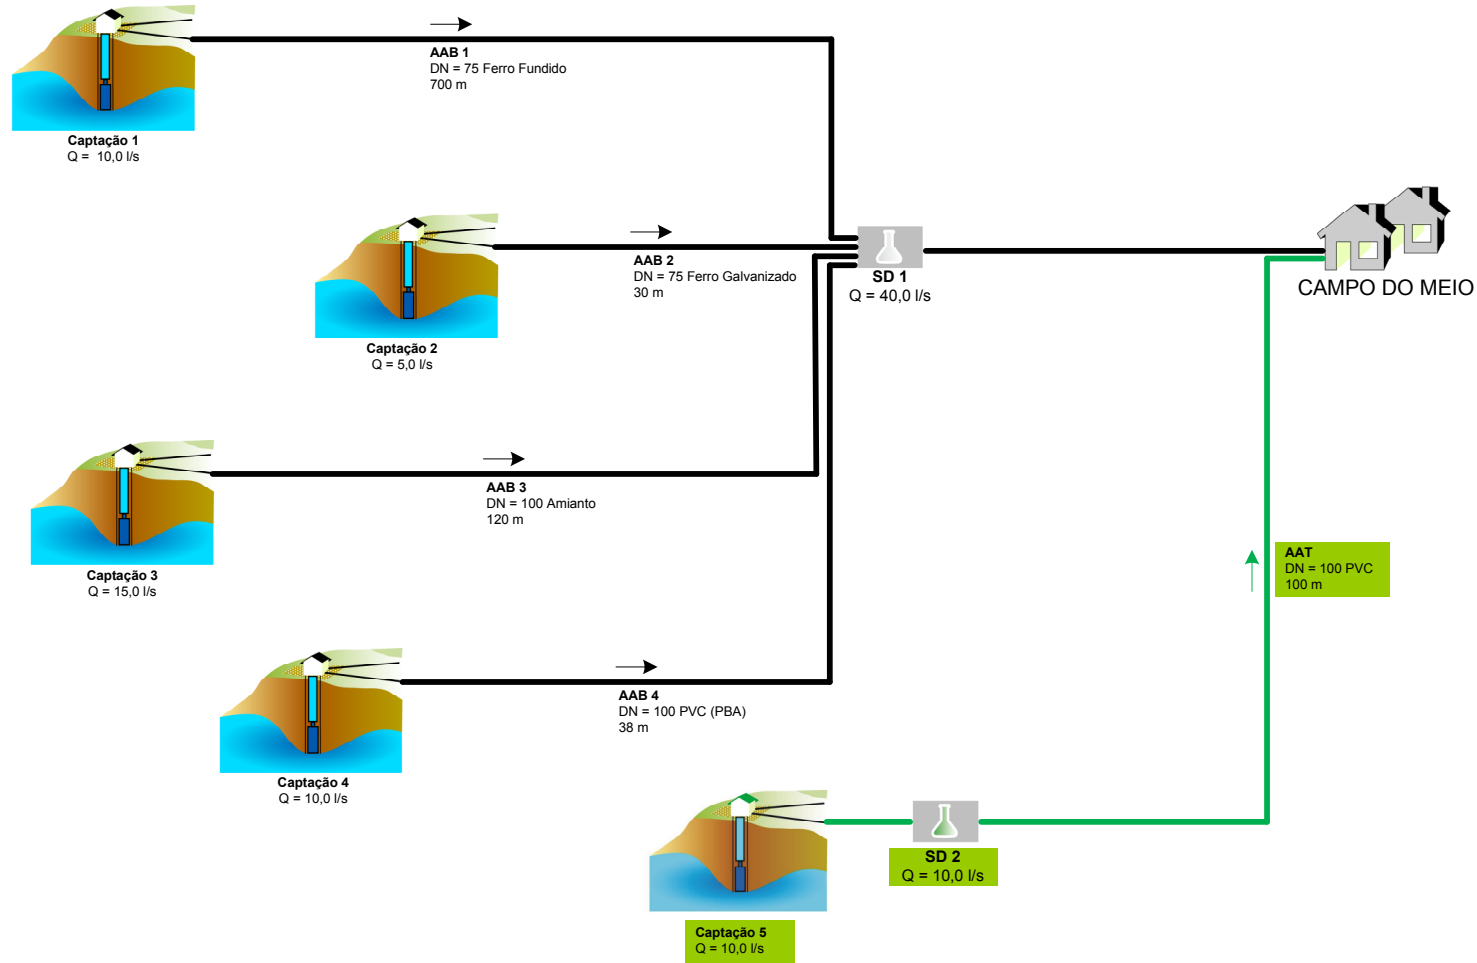 AAB 1
DN = 75 Ferro Fundido
700 m
Captação 1
Q =  10,0 l/s
AAB 2
DN = 75 Ferro Galvanizado
30 m
SD 1
Q = 40,0 l/s
CAMPO DO MEIO
Captação 2
Q = 5,0 l/s
AAB 3
DN = 100 Amianto
120 m
Captação 3
Q = 15,0 l/s
AAT
DN = 100 PVC
100 m
AAB 4
DN = 100 PVC (PBA)
38 m
Captação 4
Q = 10,0 l/s
SD 2
Q = 10,0 l/s
Captação 5
Q = 10,0 l/s